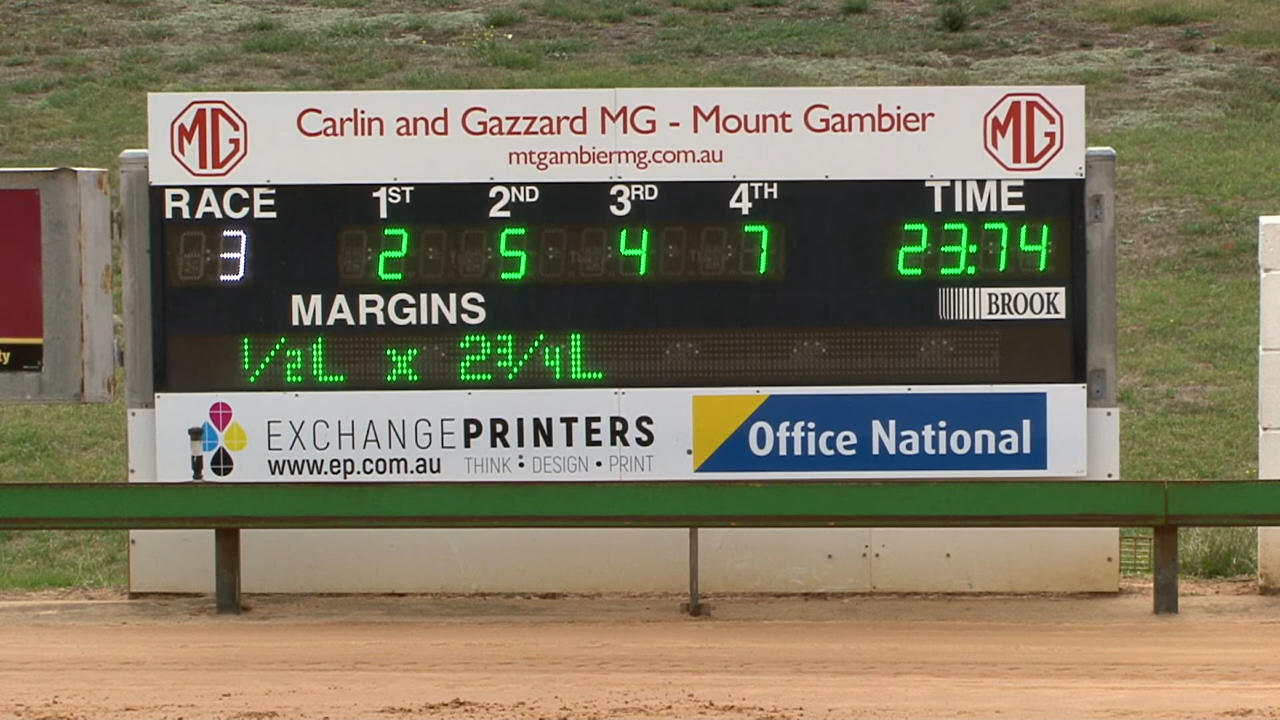 MG Carlin and Gazzard MG - Mount Gambier MG
mtgambiermg.com.au
RACE 1ST 2ND 3RD 4TH TIME
3 2 5 4 7 23:74
MARGINS BROOK
1/2L x 2 3/4L
EXCHANGEPRINTERS Office National
www.ep.com.au THINK : DESIGN • PRINT